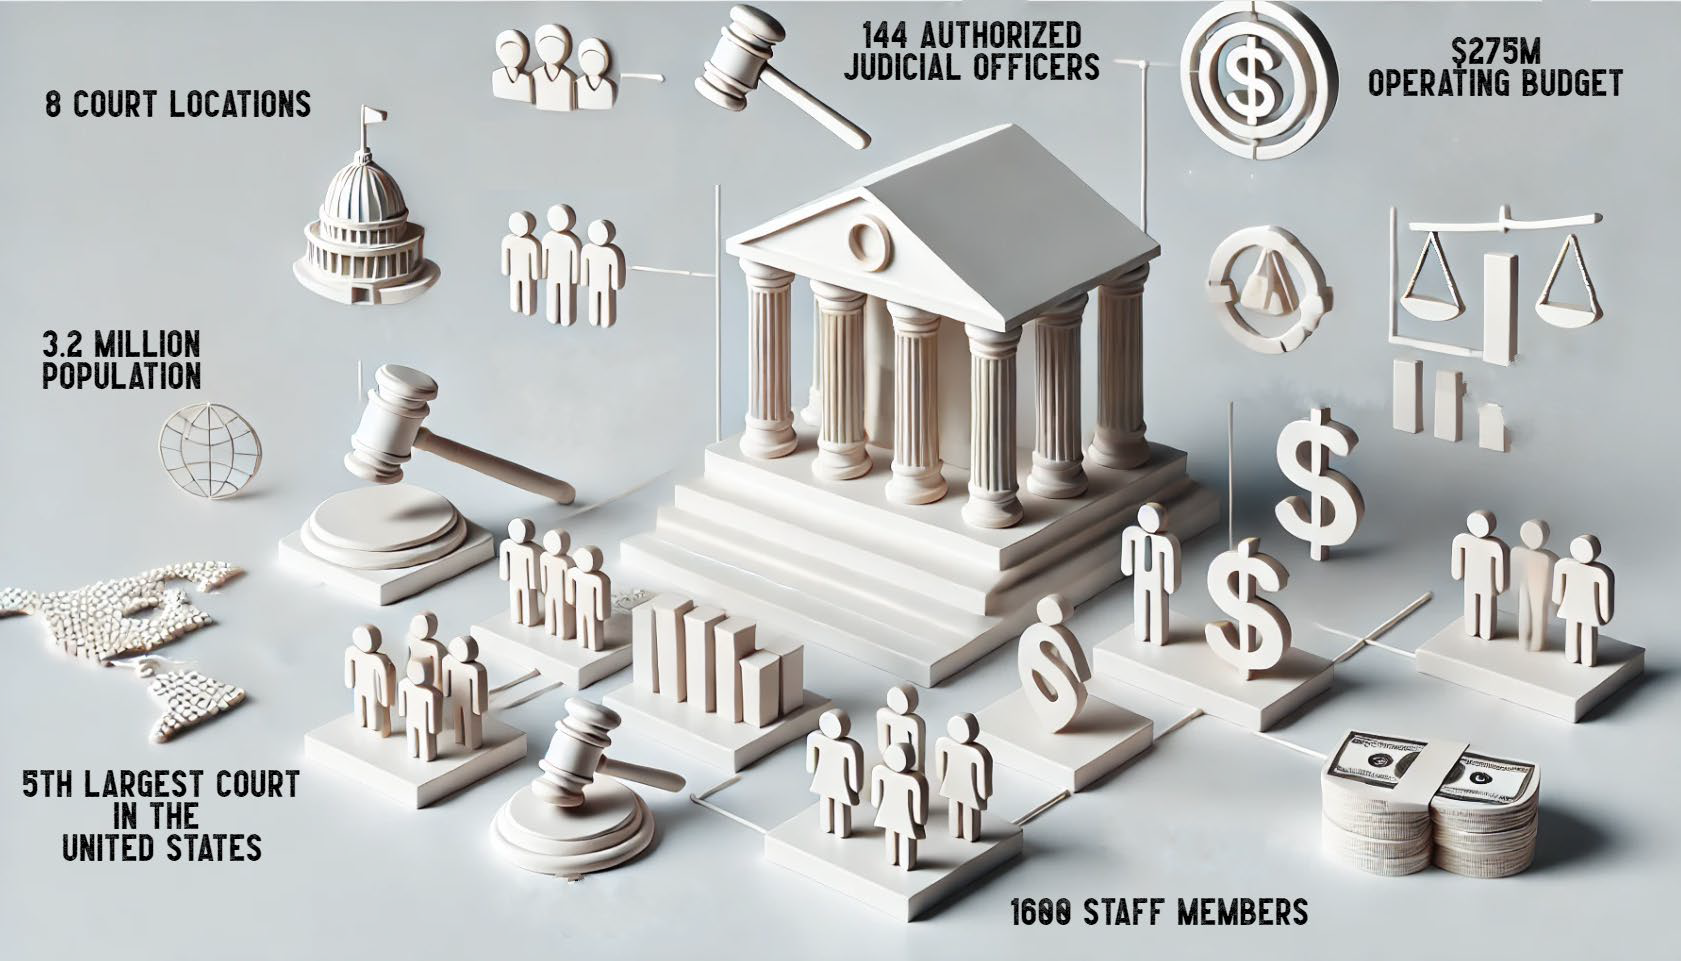 144 AUTHORIZED
JUDICIAL OFFICERS
$275M
OPERATING BUDGET
8 COURT LOCATIONS
3.2 MILLION
POPULATION
5TH LARGEST COURT
IN THE
UNITED STATES
1600 STAFF MEMBERS